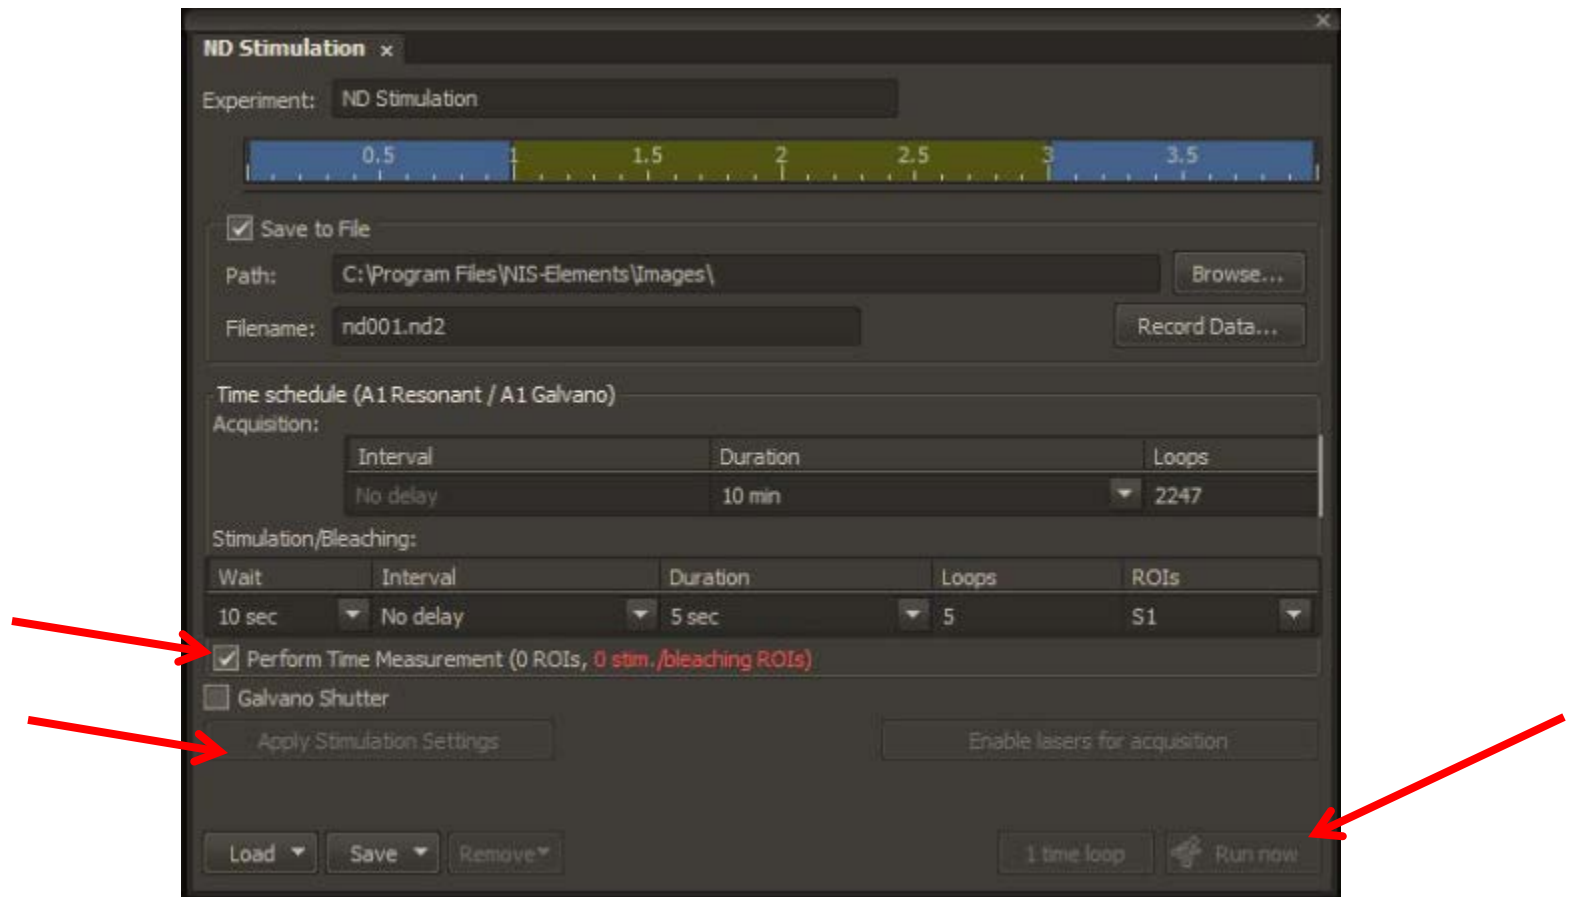 ND Stimulation ×
Experiment: ND Stimulation
0.5 1 1.5 2 2.5 3 3.5
Save to File
Path: C:\Program Files\NIS-Elements\Images\ Browse...
Filename: nd001.nd2 Record Data...
Time schedule (A1 Resonant / A1 Galvano)
Acquisition:
Interval Duration Loops
No delay 10 min 2247
Stimulation/Bleaching:
Wait Interval Duration Loops ROIs
10 sec No delay 5 sec 5 S1
Perform Time Measurement (0 ROIs, 0 stim./bleaching ROIs)
Galvano Shutter
Apply Stimulation Settings Enable lasers for acquisition
Load Save Remove 1 time loop Run now